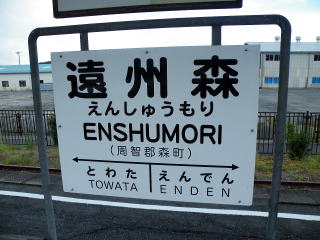 遠州森
えんしゅうもり
ENSHUMORI
(周智郡森町)
とわた えんでん
TOWATA ENDEN